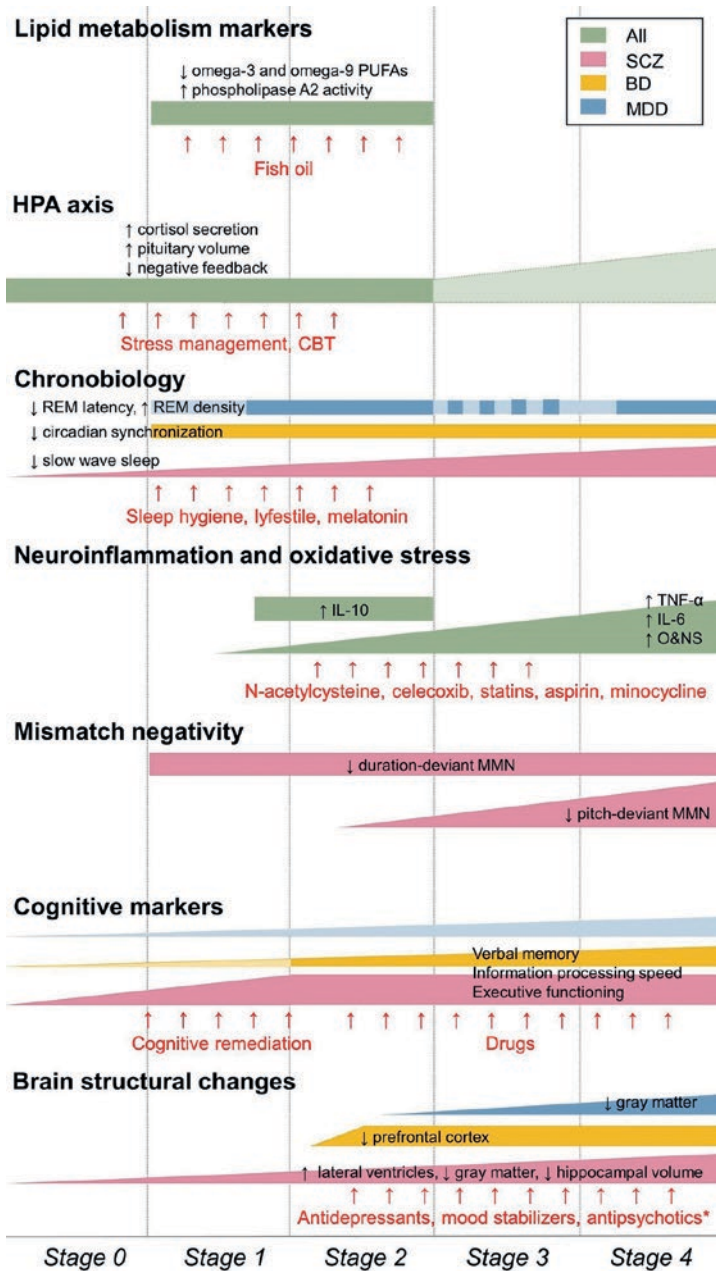 Lipid metabolism markers
All
SCZ
BD
MDD
↓ omega-3 and omega-9 PUFAs
↑ phospholipase A2 activity
↑ ↑ ↑ ↑ ↑ ↑ ↑
Fish oil
HPA axis
↑ cortisol secretion
↑ pituitary volume
↓ negative feedback
↑ ↑ ↑ ↑ ↑ ↑ ↑
Stress management, CBT
Chronobiology
↓ REM latency, ↑ REM density
↓ circadian synchronization
↓ slow wave sleep
↑ ↑ ↑ ↑ ↑ ↑ ↑
Sleep hygiene, lyfestile, melatonin
Neuroinflammation and oxidative stress
↑ IL-10
↑ TNF-α
↑ IL-6
↑ O&NS
↑ ↑ ↑ ↑ ↑ ↑ ↑
N-acetylcysteine, celecoxib, statins, aspirin, minocycline
Mismatch negativity
↓ duration-deviant MMN
↓ pitch-deviant MMN
Cognitive markers
Verbal memory
Information processing speed
Executive functioning
↑ ↑ ↑ ↑ ↑ ↑ ↑ ↑ ↑ ↑ ↑ ↑ ↑ ↑ ↑
Cognitive remediation
Drugs
Brain structural changes
↓ gray matter
↓ prefrontal cortex
↑ lateral ventricles, ↓ gray matter, ↓ hippocampal volume
↑ ↑ ↑ ↑ ↑ ↑ ↑ ↑ ↑ ↑
Antidepressants, mood stabilizers, antipsychotics*
Stage 0
Stage 1
Stage 2
Stage 3
Stage 4